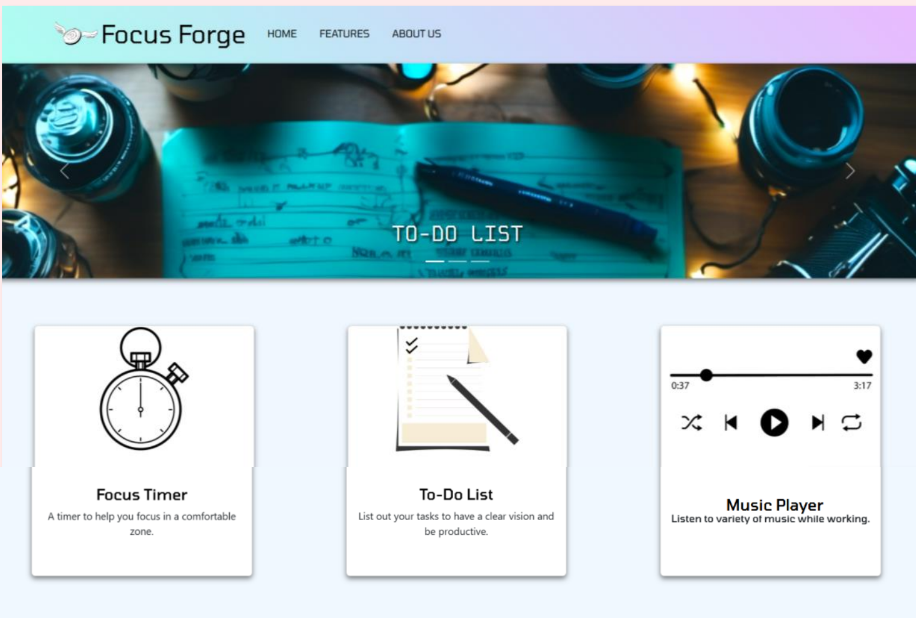 Focus Forge
HOME FEATURES ABOUT US
TO-DO LIST
0:37 3:17
Focus Timer
A timer to help you focus in a comfortable
zone.
To-Do List
List out your tasks to have a clear vision and
be productive.
Music Player
Listen to variety of music while working.